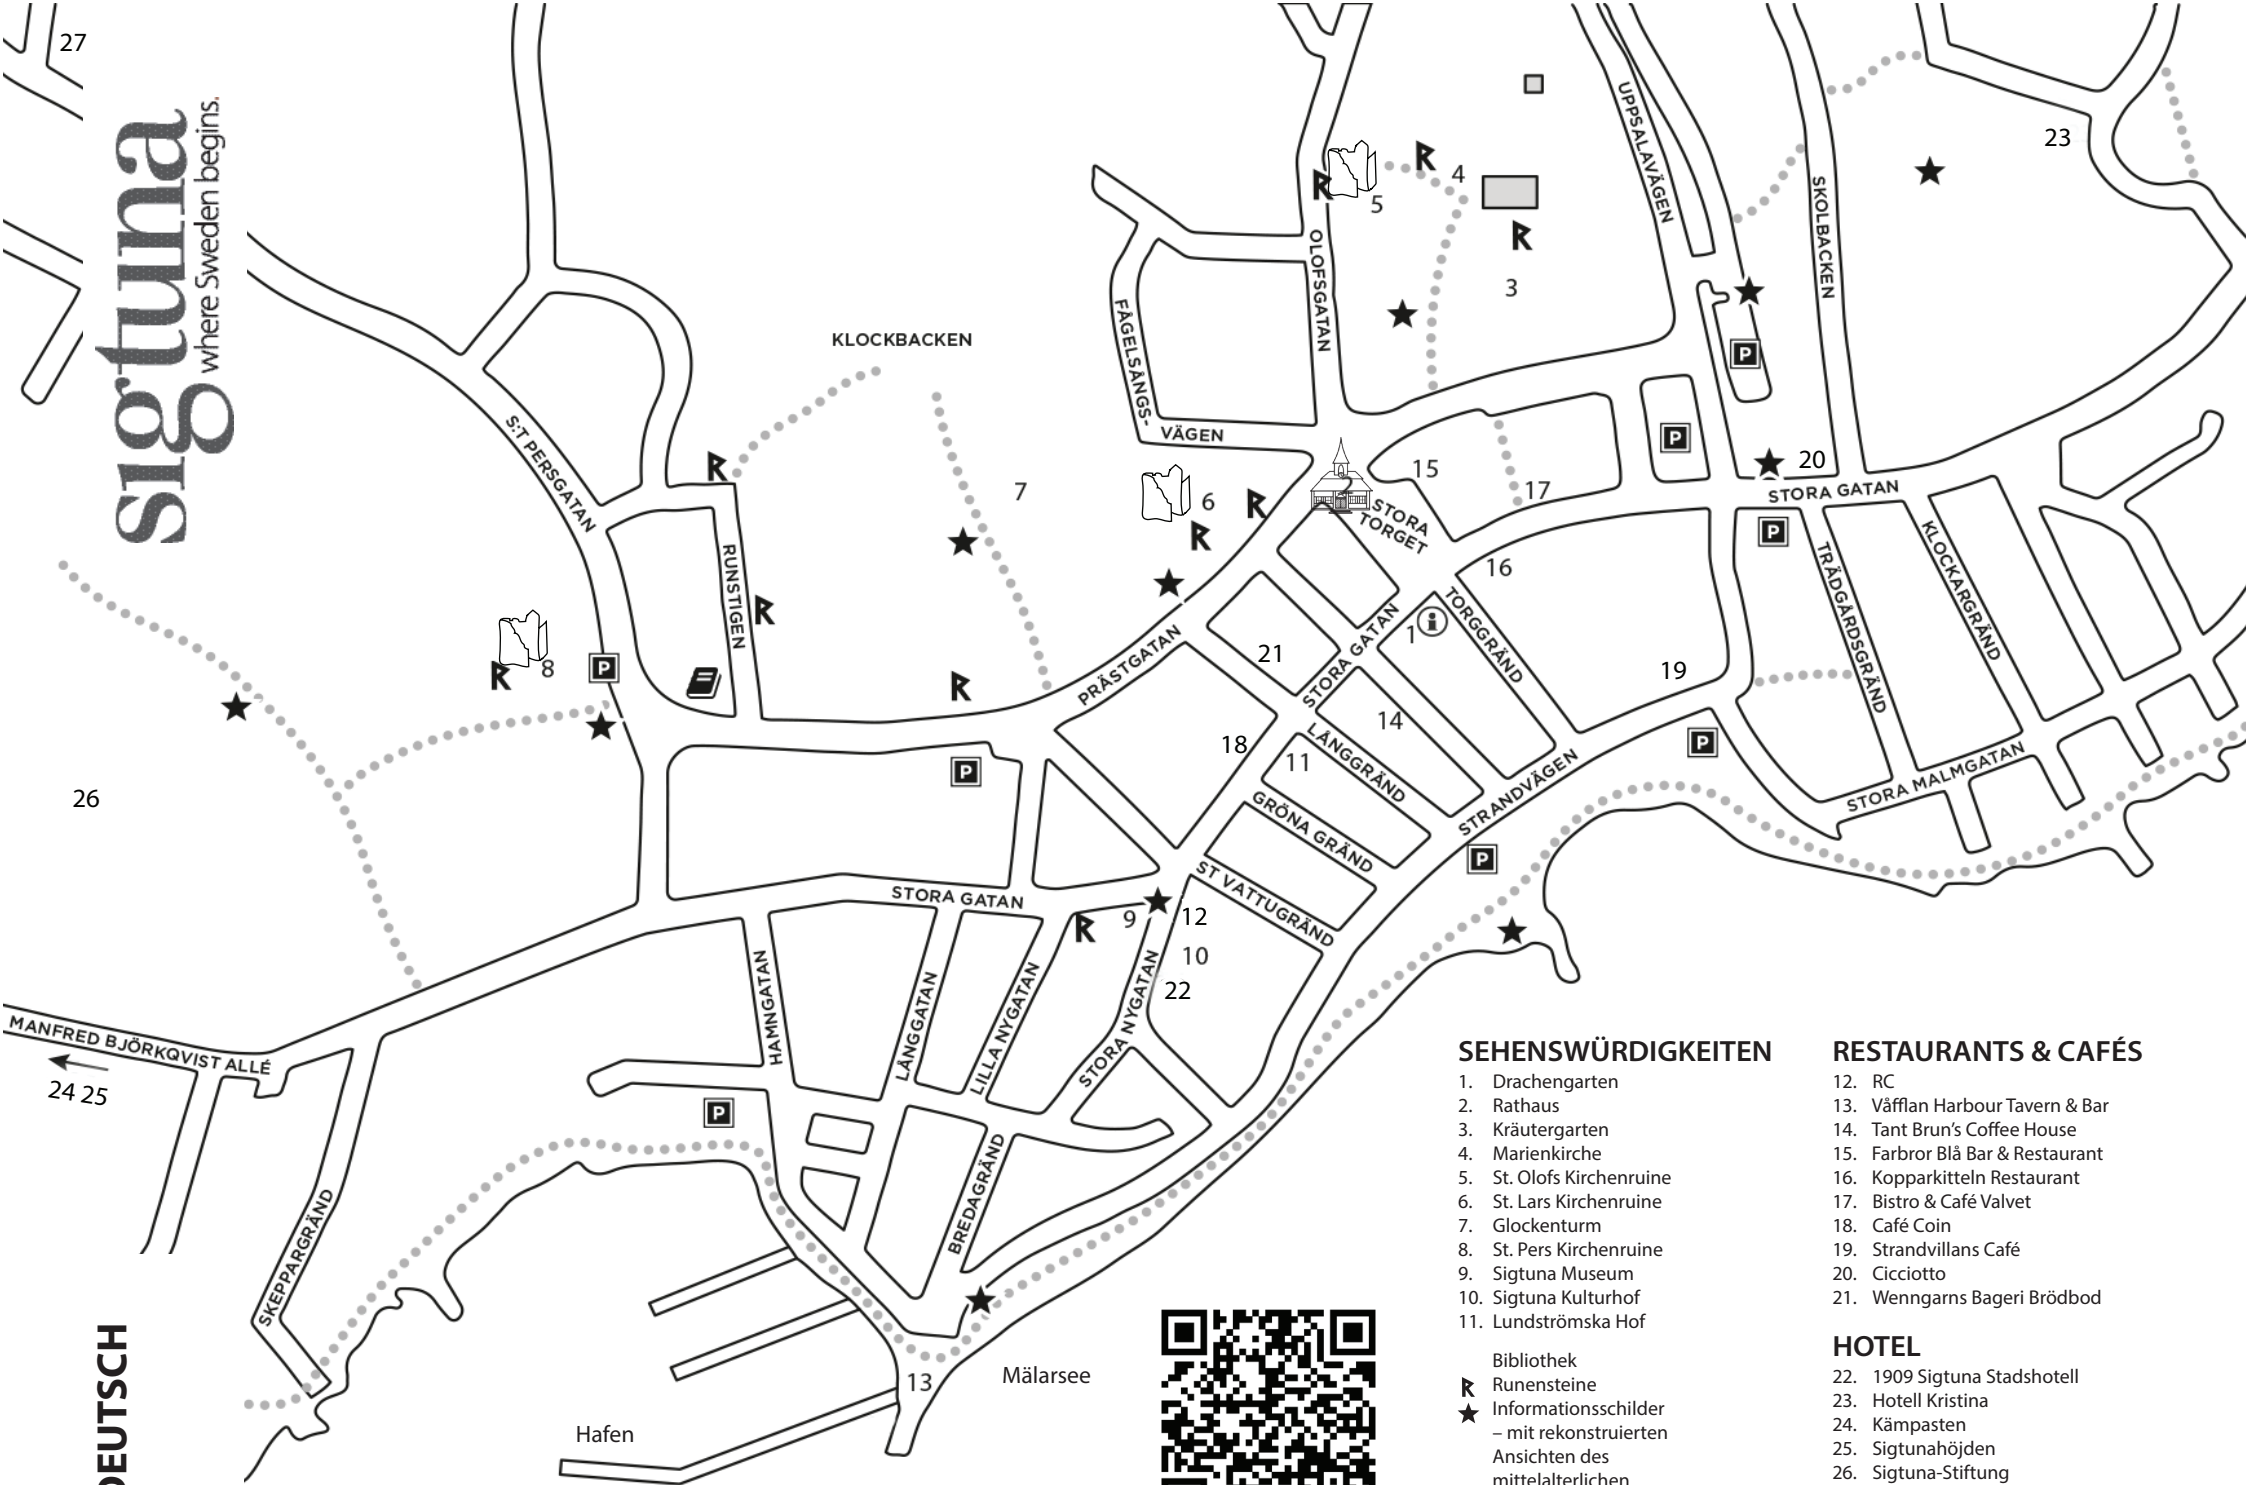 27
sigtuna
where Sweden begins.
KLOCKBACKEN
UPPSALAVÄGEN
SKOLBACKEN
OLOFSGATAN
FÅGELSÅNGS-
VÄGEN
23
4
5
3
P
P
20
15
17
2
STORA
TORGET
STORA GATAN
P
7
6
S:T PERSGATAN
RUNSTIGEN
8
P
PRÄSTGATAN
21
STORA GATAN
1
i
TORGGRÄND
16
19
TRÄDGÅRDSGRÄND
KLOCKARGRÄND
14
18
11
LÅNGGRÄND
GRÖNA GRÄND
STRANDVÄGEN
P
STORA MALMGATAN
26
P
P
STORA GATAN
ST VATTUGRÄND
9
12
10
22
HAMNGATAN
LÅNGGATAN
LILLA NYGATAN
STORA NYGATAN
MANFRED BJÖRKQVIST ALLÉ
24 25
P
BREDAGRÄND
SKEPPARGRÄND
13
Mälarsee
Hafen
DEUTSCH
SEHENSWÜRDIGKEITEN
1. Drachengarten
2. Rathaus
3. Kräutergarten
4. Marienkirche
5. St. Olofs Kirchenruine
6. St. Lars Kirchenruine
7. Glockenturm
8. St. Pers Kirchenruine
9. Sigtuna Museum
10. Sigtuna Kulturhof
11. Lundströmska Hof
Bibliothek
Runensteine
Informationsschilder
– mit rekonstruierten
Ansichten des
mittelalterlichen
RESTAURANTS & CAFÉS
12. RC
13. Våfflan Harbour Tavern & Bar
14. Tant Brun's Coffee House
15. Farbror Blå Bar & Restaurant
16. Kopparkitteln Restaurant
17. Bistro & Café Valvet
18. Café Coin
19. Strandvillans Café
20. Cicciotto
21. Wenngarns Bageri Brödbod
HOTEL
22. 1909 Sigtuna Stadshotell
23. Hotell Kristina
24. Kämpasten
25. Sigtunahöjden
26. Sigtuna-Stiftung